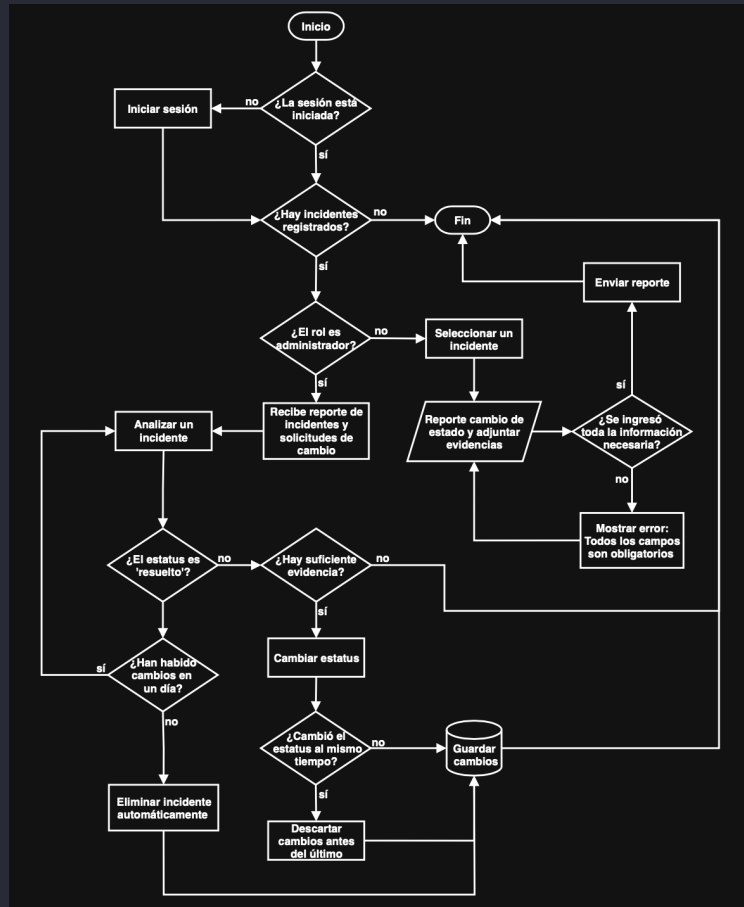 Inicio
¿La sesión está
iniciada?
no
Iniciar sesión
sí
¿Hay incidentes
registrados?
no
Fin
sí
Enviar reporte
¿El rol es
administrador?
no
Seleccionar un
incidente
sí
sí
Recibe reporte de
incidentes y
solicitudes de
cambio
Analizar un
incidente
Reporte cambio de
estado y adjuntar
evidencias
¿Se ingresó
toda la información
necesaria?
no
Mostrar error:
Todos los campos
son obligatorios
¿El estatus es
'resuelto'?
no
¿Hay suficiente
evidencia?
no
sí
Cambiar estatus
¿Han habido
cambios en
un día?
sí
no
¿Cambió el
estatus al mismo
tiempo?
no
Guardar
cambios
sí
Eliminar incidente
automáticamente
Descartar
cambios antes
del último